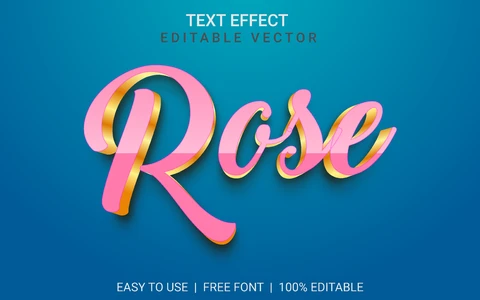 TEXT EFFECT
EDITABLE VECTOR
Rose
EASY TO USE | FREE FONT | 100% EDITABLE